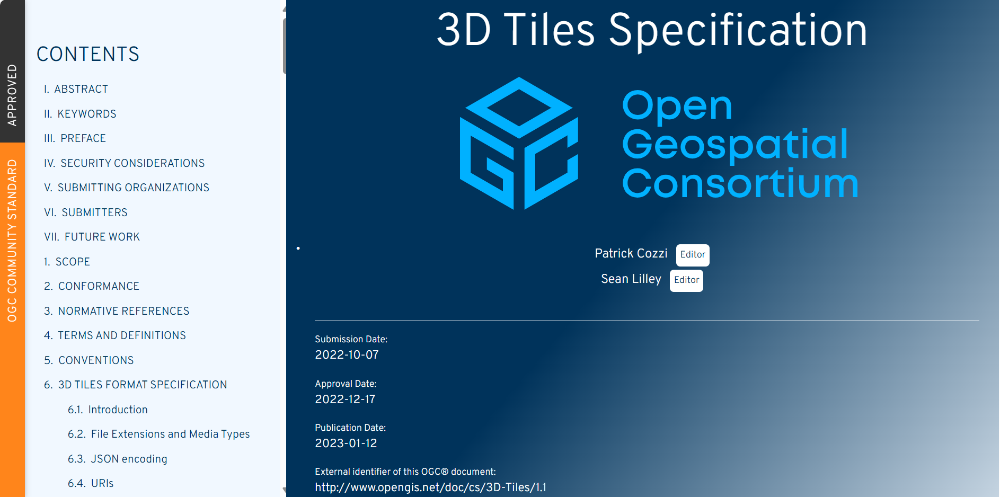 APPROVED
OGC COMMUNITY STANDARD
CONTENTS
I. ABSTRACT
II. KEYWORDS
III. PREFACE
IV. SECURITY CONSIDERATIONS
V. SUBMITTING ORGANIZATIONS
VI. SUBMITTERS
VII. FUTURE WORK
1. SCOPE
2. CONFORMANCE
3. NORMATIVE REFERENCES
4. TERMS AND DEFINITIONS
5. CONVENTIONS
6. 3D TILES FORMAT SPECIFICATION
6.1. Introduction
6.2. File Extensions and Media Types
6.3. JSON encoding
6.4. URIs
3D Tiles Specification
OGC
Open
Geospatial
Consortium
Patrick Cozzi Editor
Sean Lilley Editor
Submission Date:
2022-10-07
Approval Date:
2022-12-17
Publication Date:
2023-01-12
External identifier of this OGC® document:
http://www.opengis.net/doc/cs/3D-Tiles/1.1